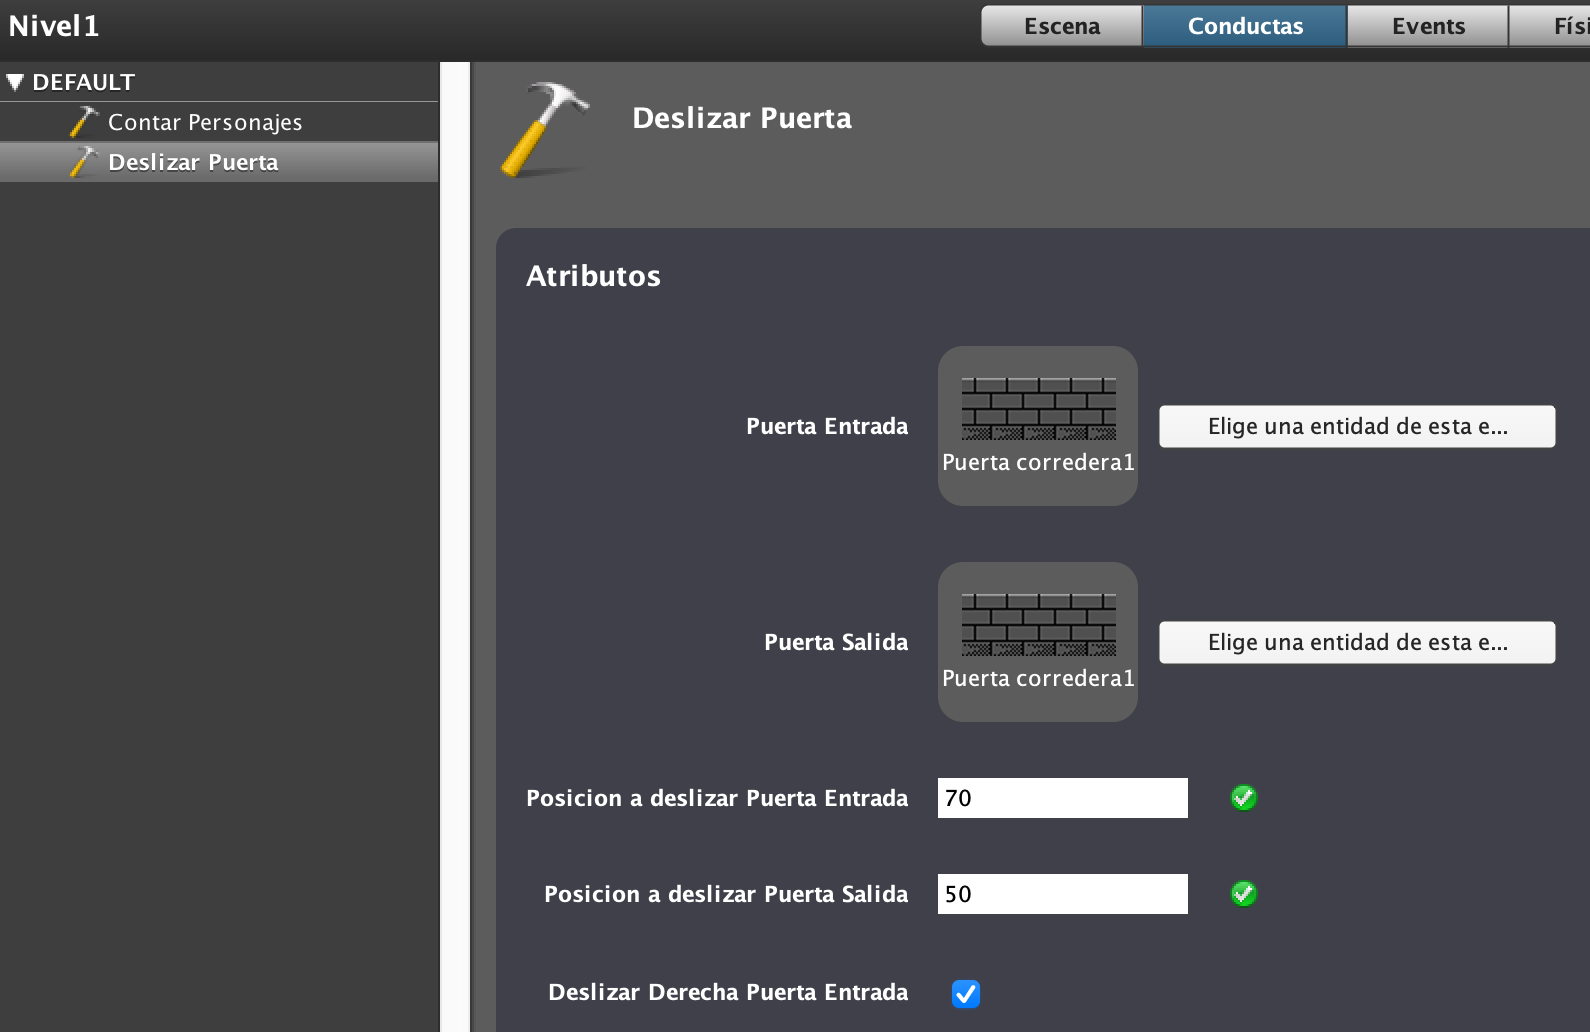 Nivel1
Escena
Conductas
Events
DEFAULT
Contar Personajes
Deslizar Puerta
Deslizar Puerta
Atributos
Puerta Entrada
Puerta corredera1
Elige una entidad de esta e...
Puerta Salida
Puerta corredera1
Elige una entidad de esta e...
Posicion a deslizar Puerta Entrada
70
Posicion a deslizar Puerta Salida
50
Deslizar Derecha Puerta Entrada